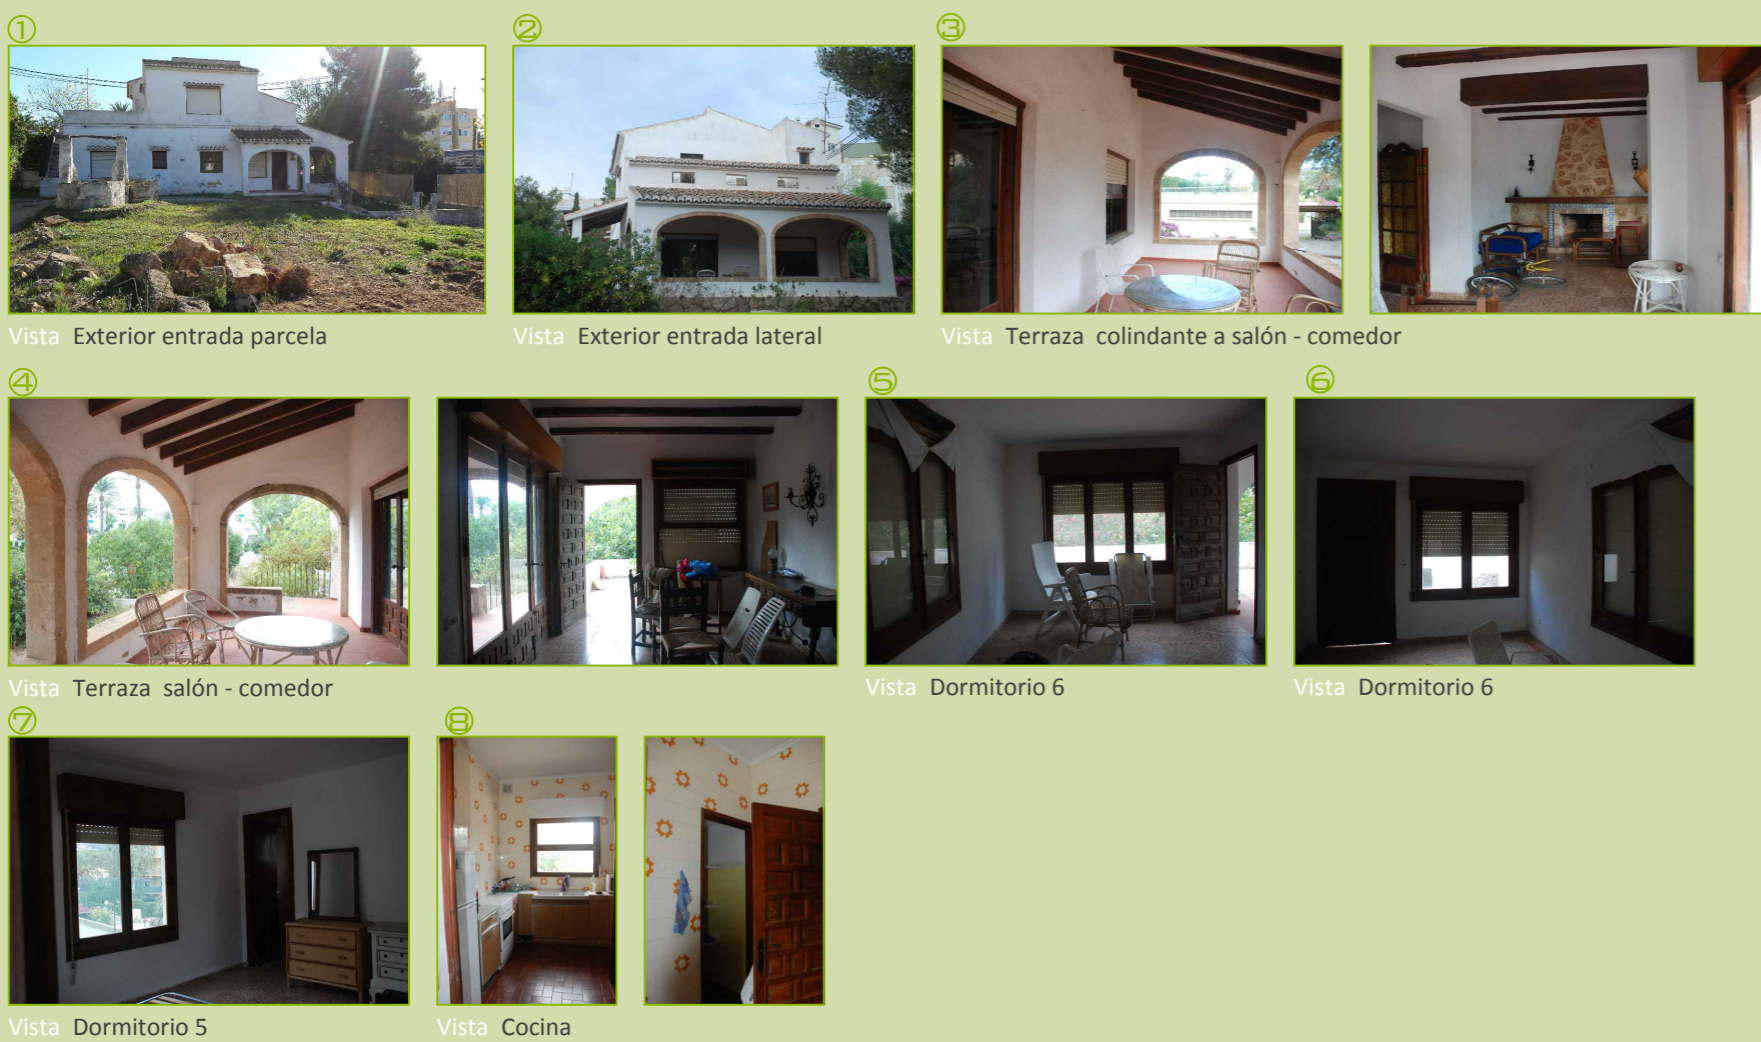 ①
②
③
Vista Exterior entrada parcela
Vista Exterior entrada lateral
Vista Terraza colindante a salón - comedor
④
⑤
⑥
Vista Terraza salón - comedor
Vista Dormitorio 6
Vista Dormitorio 6
⑦
⑧
Vista Dormitorio 5
Vista Cocina